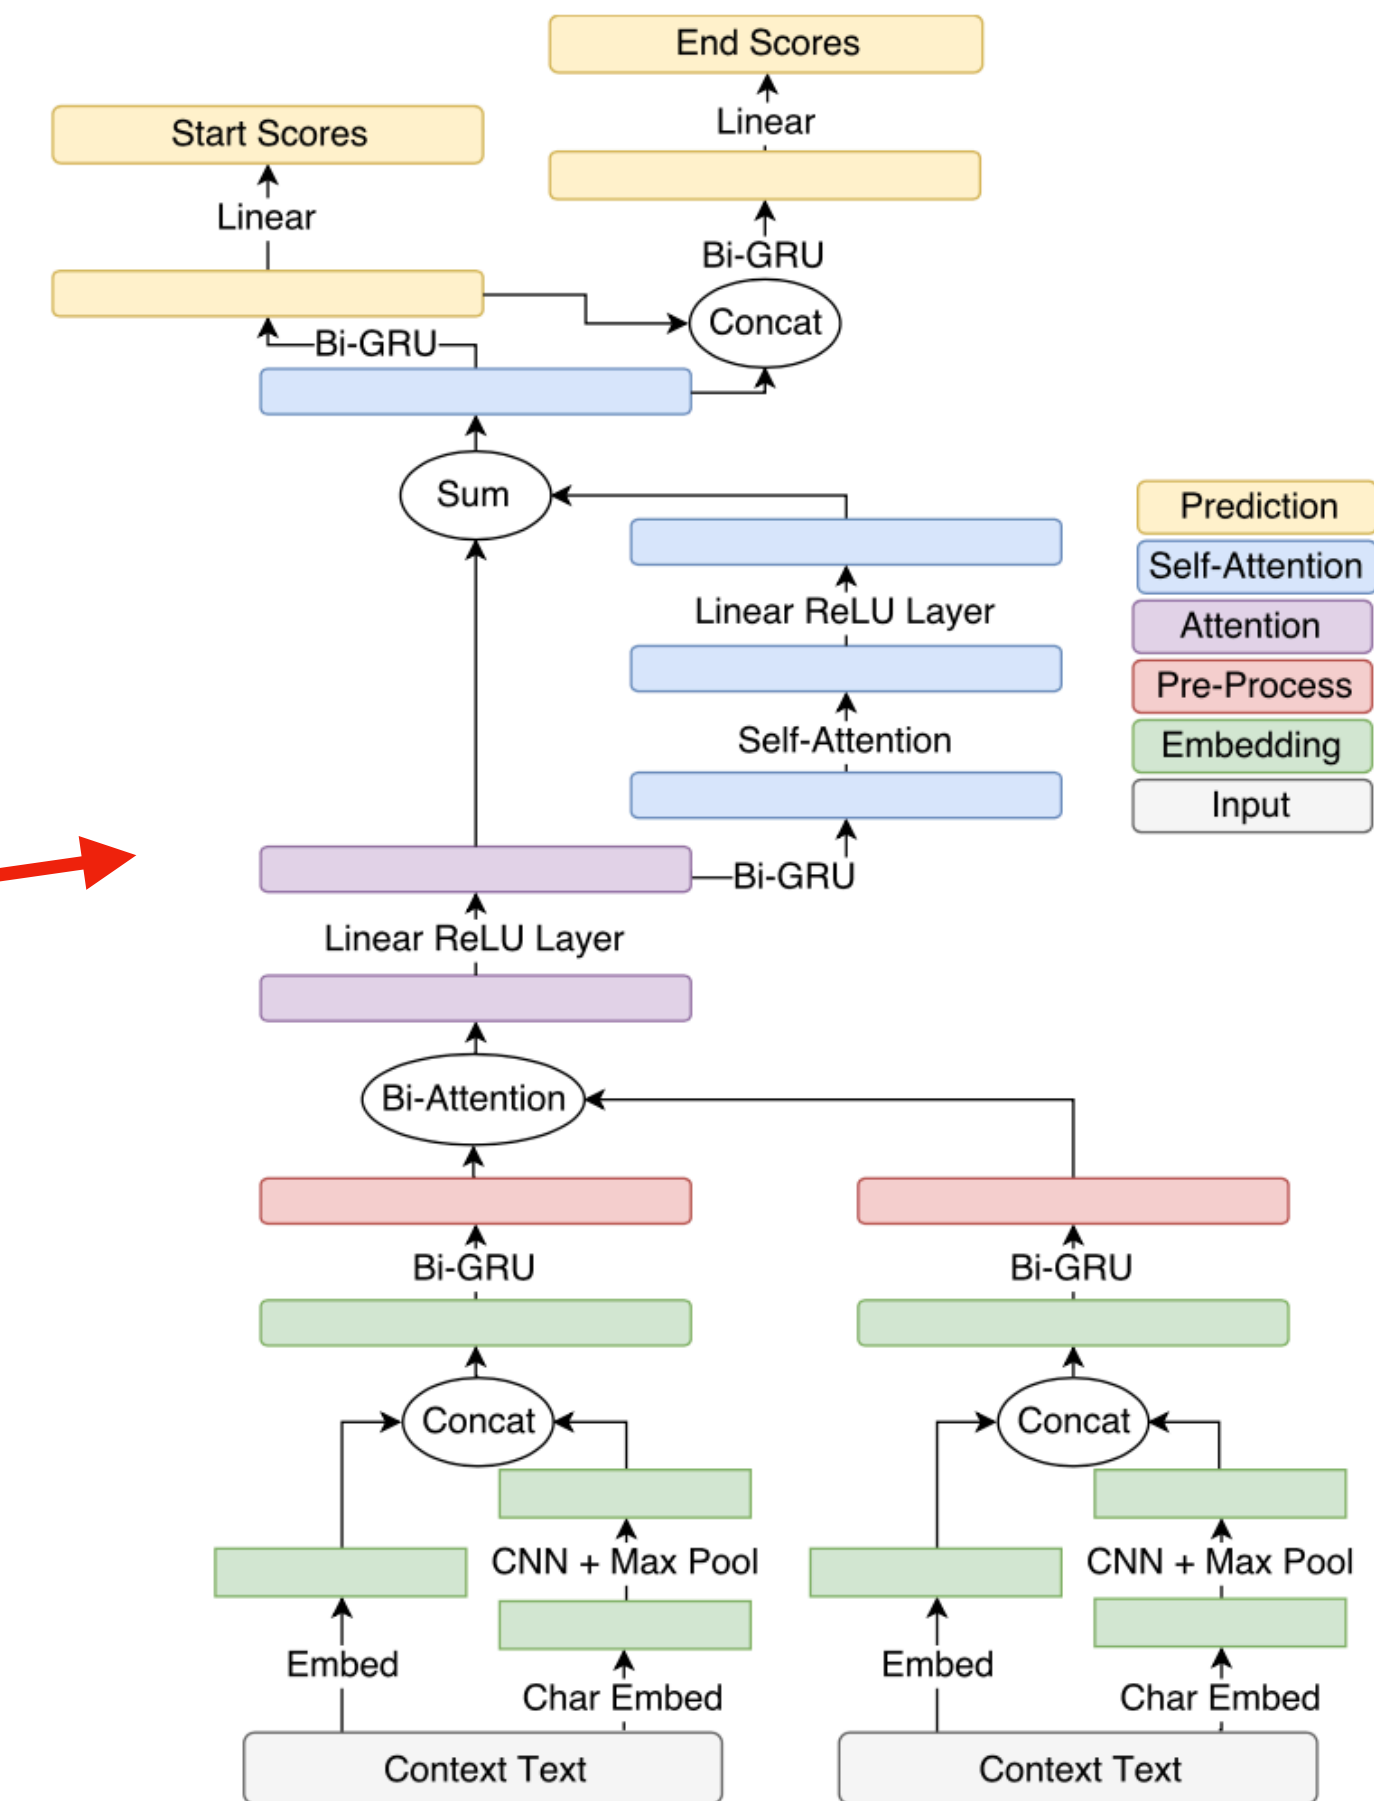 End Scores
Start Scores
Linear
Linear
Bi-GRU
Concat
Bi-GRU
Sum
Prediction
Self-Attention
Attention
Pre-Process
Embedding
Input
Linear ReLU Layer
Self-Attention
Bi-GRU
Linear ReLU Layer
Bi-Attention
Bi-GRU
Bi-GRU
Concat
Concat
CNN + Max Pool
CNN + Max Pool
Embed
Char Embed
Embed
Char Embed
Context Text
Context Text